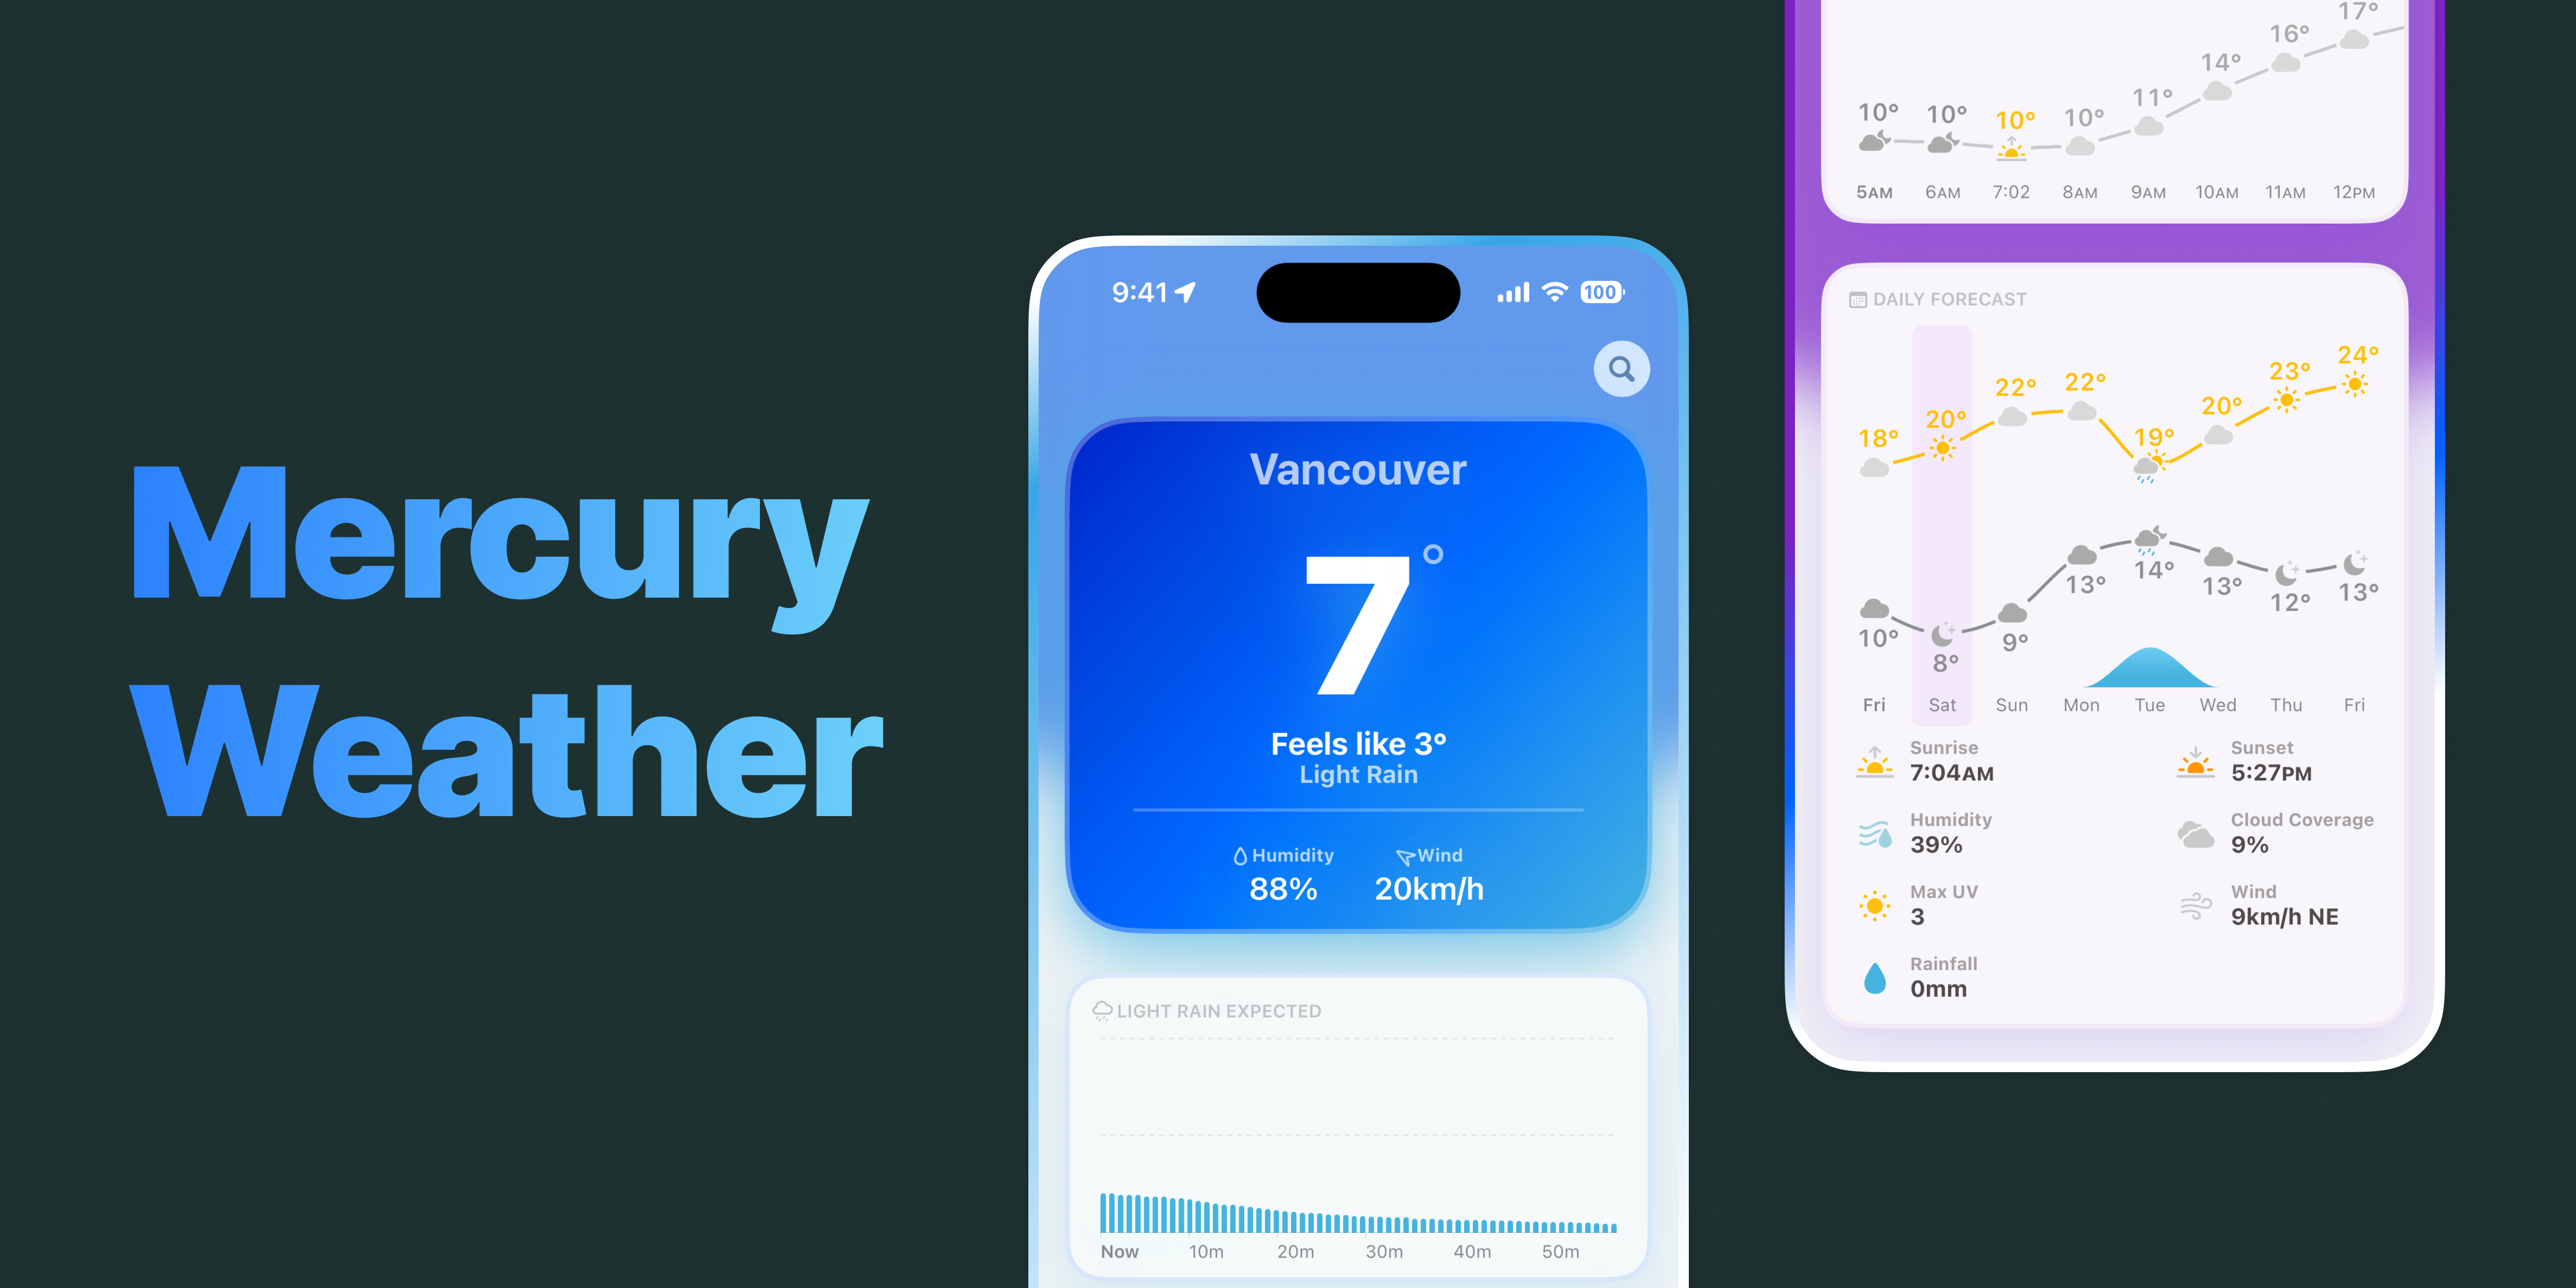 Mercury
Weather
9:41
100
Vancouver
7°
Feels like 3°
Light Rain
Humidity Wind
88% 20km/h
LIGHT RAIN EXPECTED
Now 10m 20m 30m 40m 50m
10° 10° 10° 10° 11° 14° 16° 17°
5AM 6AM 7:02 8AM 9AM 10AM 11AM 12PM
DAILY FORECAST
18° 20° 22° 22° 19° 20° 23° 24°
10° 8° 9° 13° 14° 13° 12° 13°
Fri Sat Sun Mon Tue Wed Thu Fri
Sunrise Sunset
7:04AM 5:27PM
Humidity Cloud Coverage
39% 9%
Max UV Wind
3 9km/h NE
Rainfall
0mm